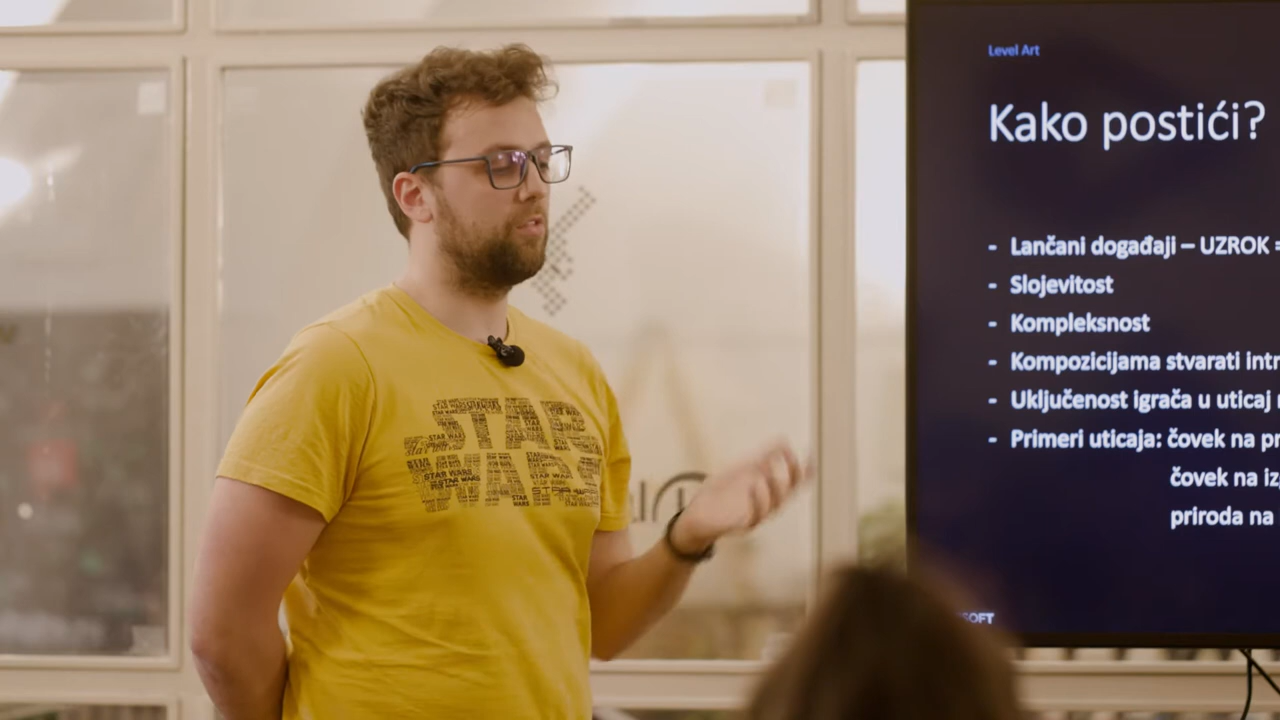 Level Art
Kako postići?
- Lančani događaji – UZROK =
- Slojevitost
- Kompleksnost
- Kompozicijama stvarati intr
- Uključenost igrača u uticaj
- Primeri uticaja: čovek na pr
čovek na iz
priroda na
SOFT
STAR
WARS